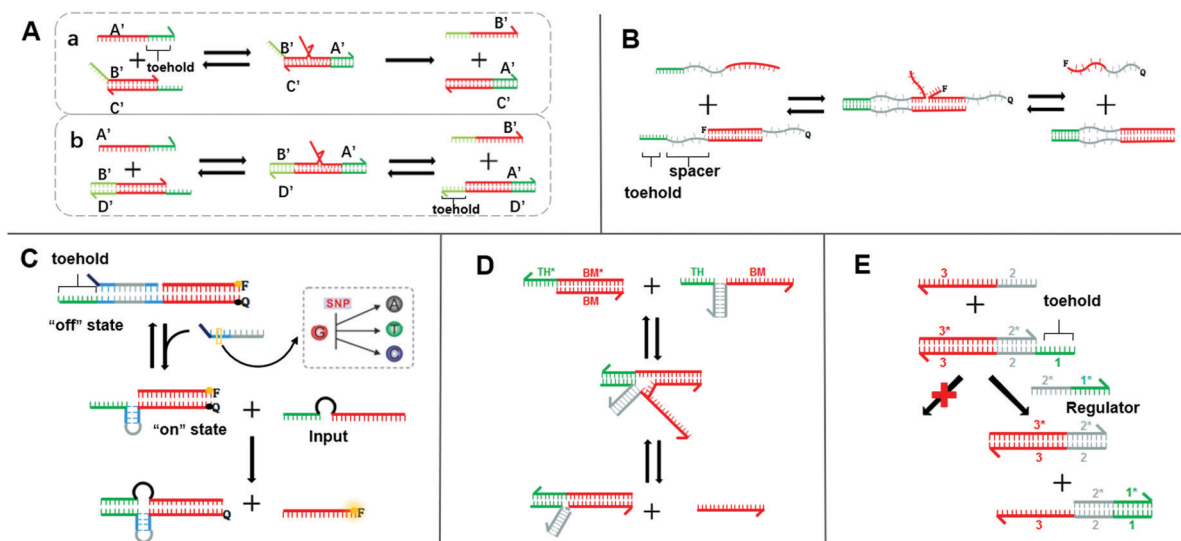 A
a
A'
B'
toehold
C'
B'
A'
C'
B'
A'
C'
b
A'
B'
D'
B'
A'
D'
B'
A'
toehold
D'
B
F
Q
toehold
spacer
F
Q
F
Q
C
toehold
F
Q
"off" state
SNP
G
A
T
C
F
Q
"on" state
Input
Q
F
D
TH*
BM*
BM
TH
BM
E
3
2
toehold
3*
2*
3
2
1
2*
1*
Regulator
3*
2*
3
2
2*
1*
3
2
1